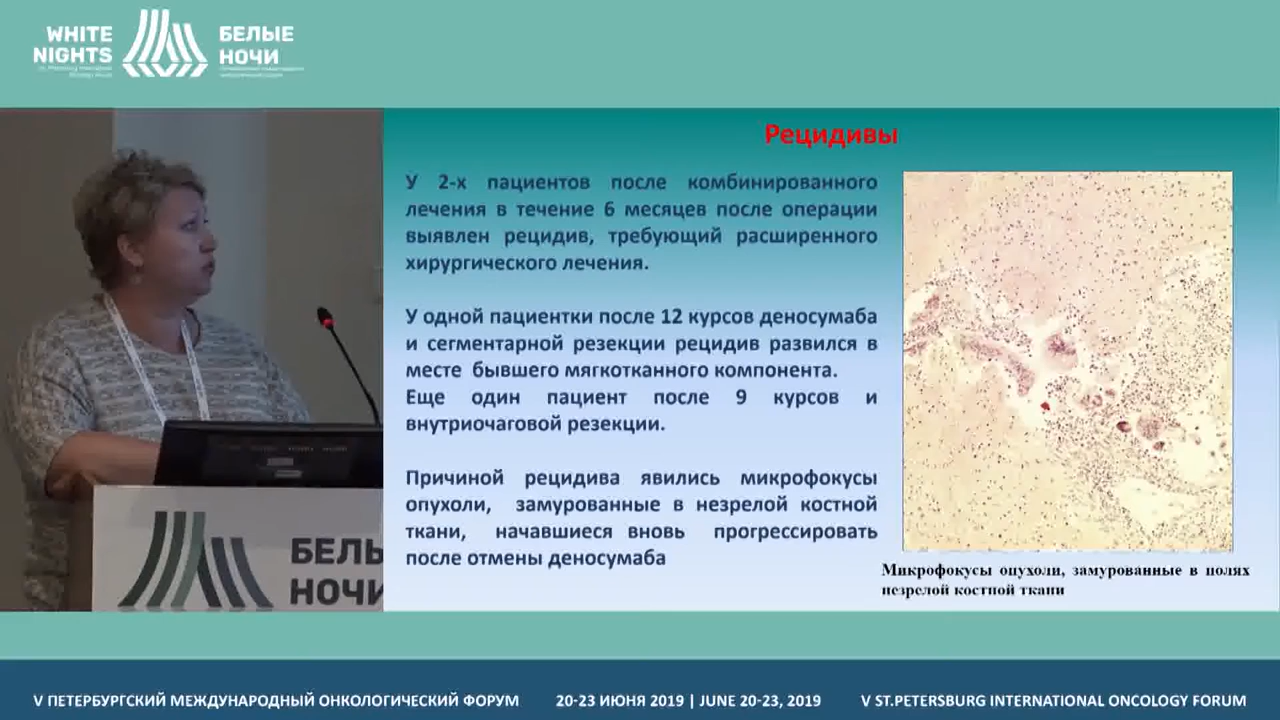 WHITE
NIGHTS
БЕЛЫЕ
НОЧИ
Рецидивы
У 2-х пациентов после комбинированного
лечения в течение 6 месяцев после операции
выявлен рецидив, требующий расширенного
хирургического лечения.
У одной пациентки после 12 курсов деносумаба
и сегментарной резекции рецидив развился в
месте бывшего мягкотканного компонента.
Еще один пациент после 9 курсов и
внутриочаговой резекции.
Причиной рецидива явились микрофокусы
опухоли, замурованные в незрелой костной
ткани, начавшиеся вновь прогрессировать
после отмены деносумаба
Микрофокусы опухоли, замурованные в полях
незрелой костной ткани
БЕЛЫ
НОЧИ
V ПЕТЕРБУРГСКИЙ МЕЖДУНАРОДНЫЙ ОНКОЛОГИЧЕСКИЙ ФОРУМ 20-23 ИЮНЯ 2019 | JUNE 20-23, 2019 V ST.PETERSBURG INTERNATIONAL ONCOLOGY FORUM